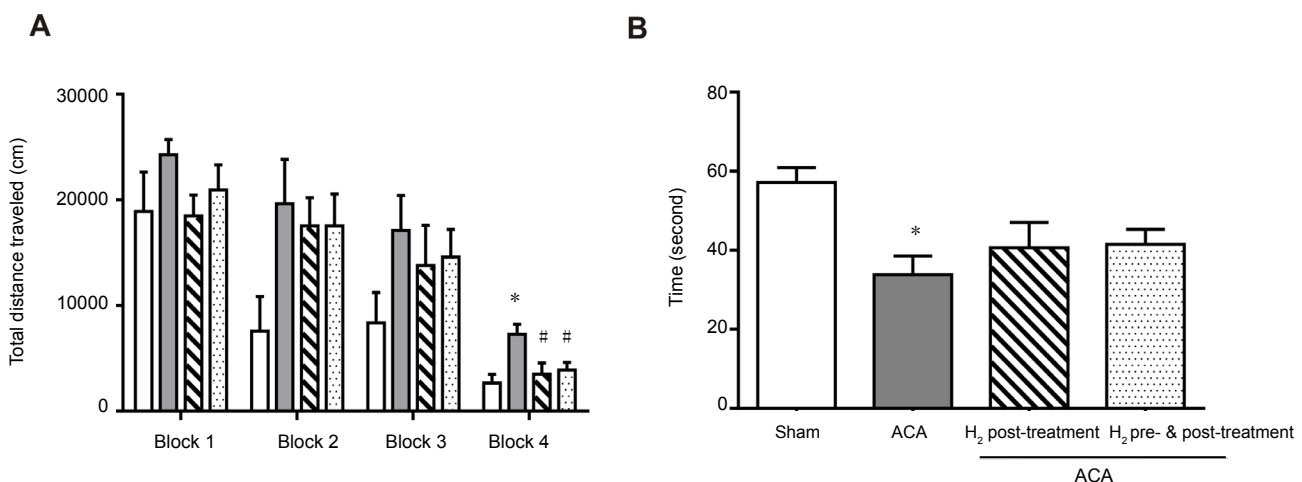 A
Total distance traveled (cm)
30000
20000
10000
0
*
# #
Block 1 Block 2 Block 3 Block 4
B
Time (second)
80
60
40
20
0
*
Sham ACA H2 post-treatment H2 pre- & post-treatment
ACA